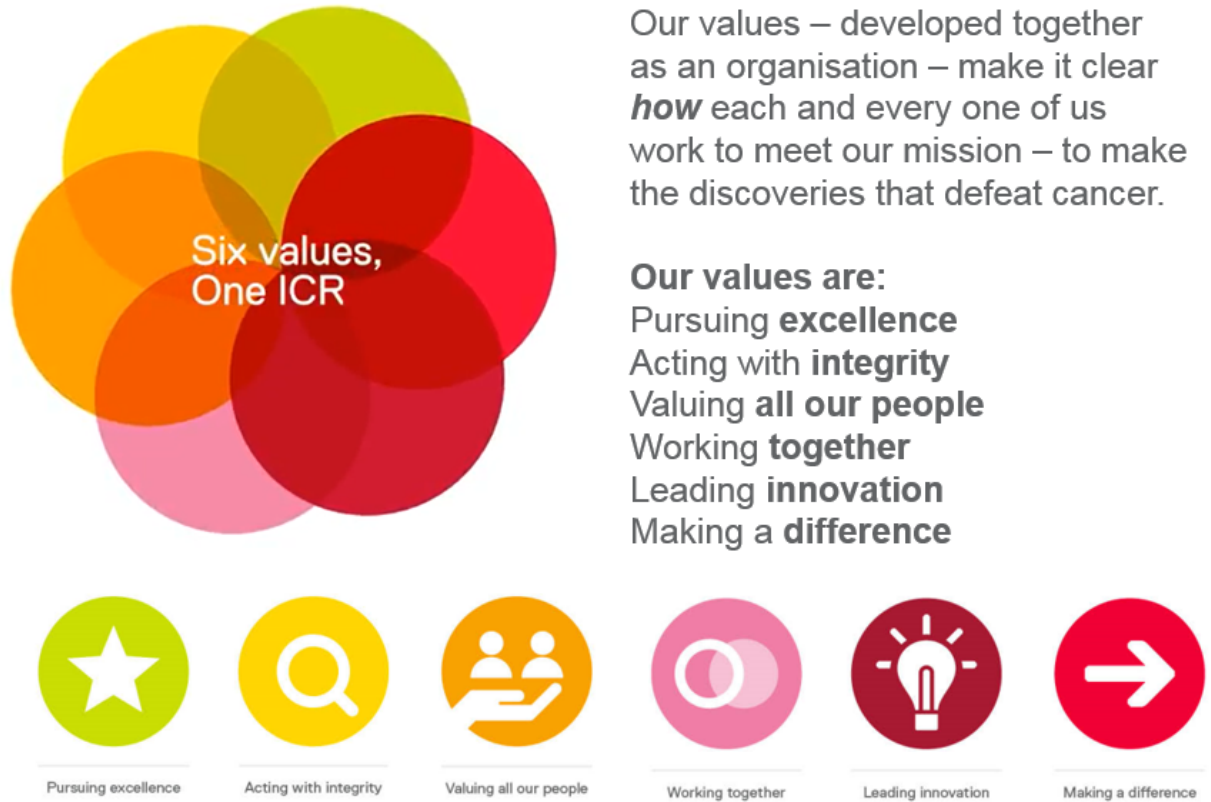 Six values,
One ICR
Our values – developed together
as an organisation – make it clear
how each and every one of us
work to meet our mission – to make
the discoveries that defeat cancer.
Our values are:
Pursuing excellence
Acting with integrity
Valuing all our people
Working together
Leading innovation
Making a difference
Pursuing excellence
Acting with integrity
Valuing all our people
Working together
Leading innovation
Making a difference